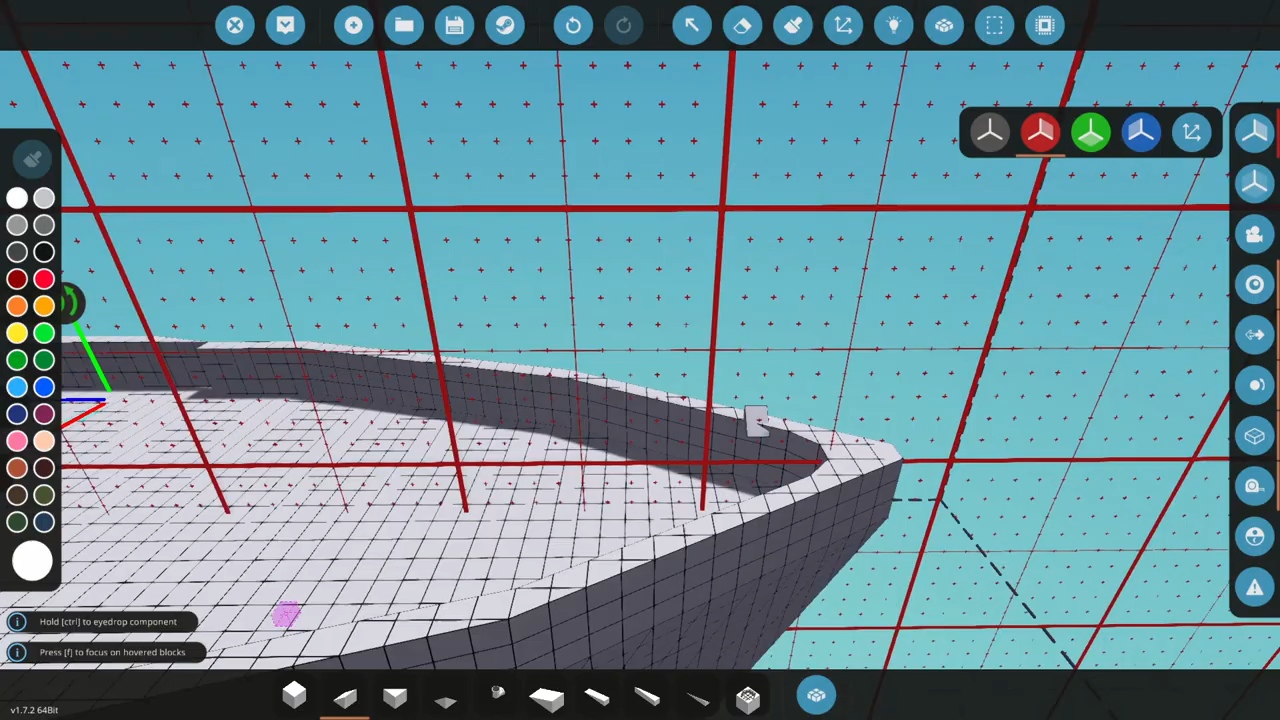 Hold [ctrl] to eyedrop component
Press [f] to focus on hovered blocks
v1.7.2 64Bit